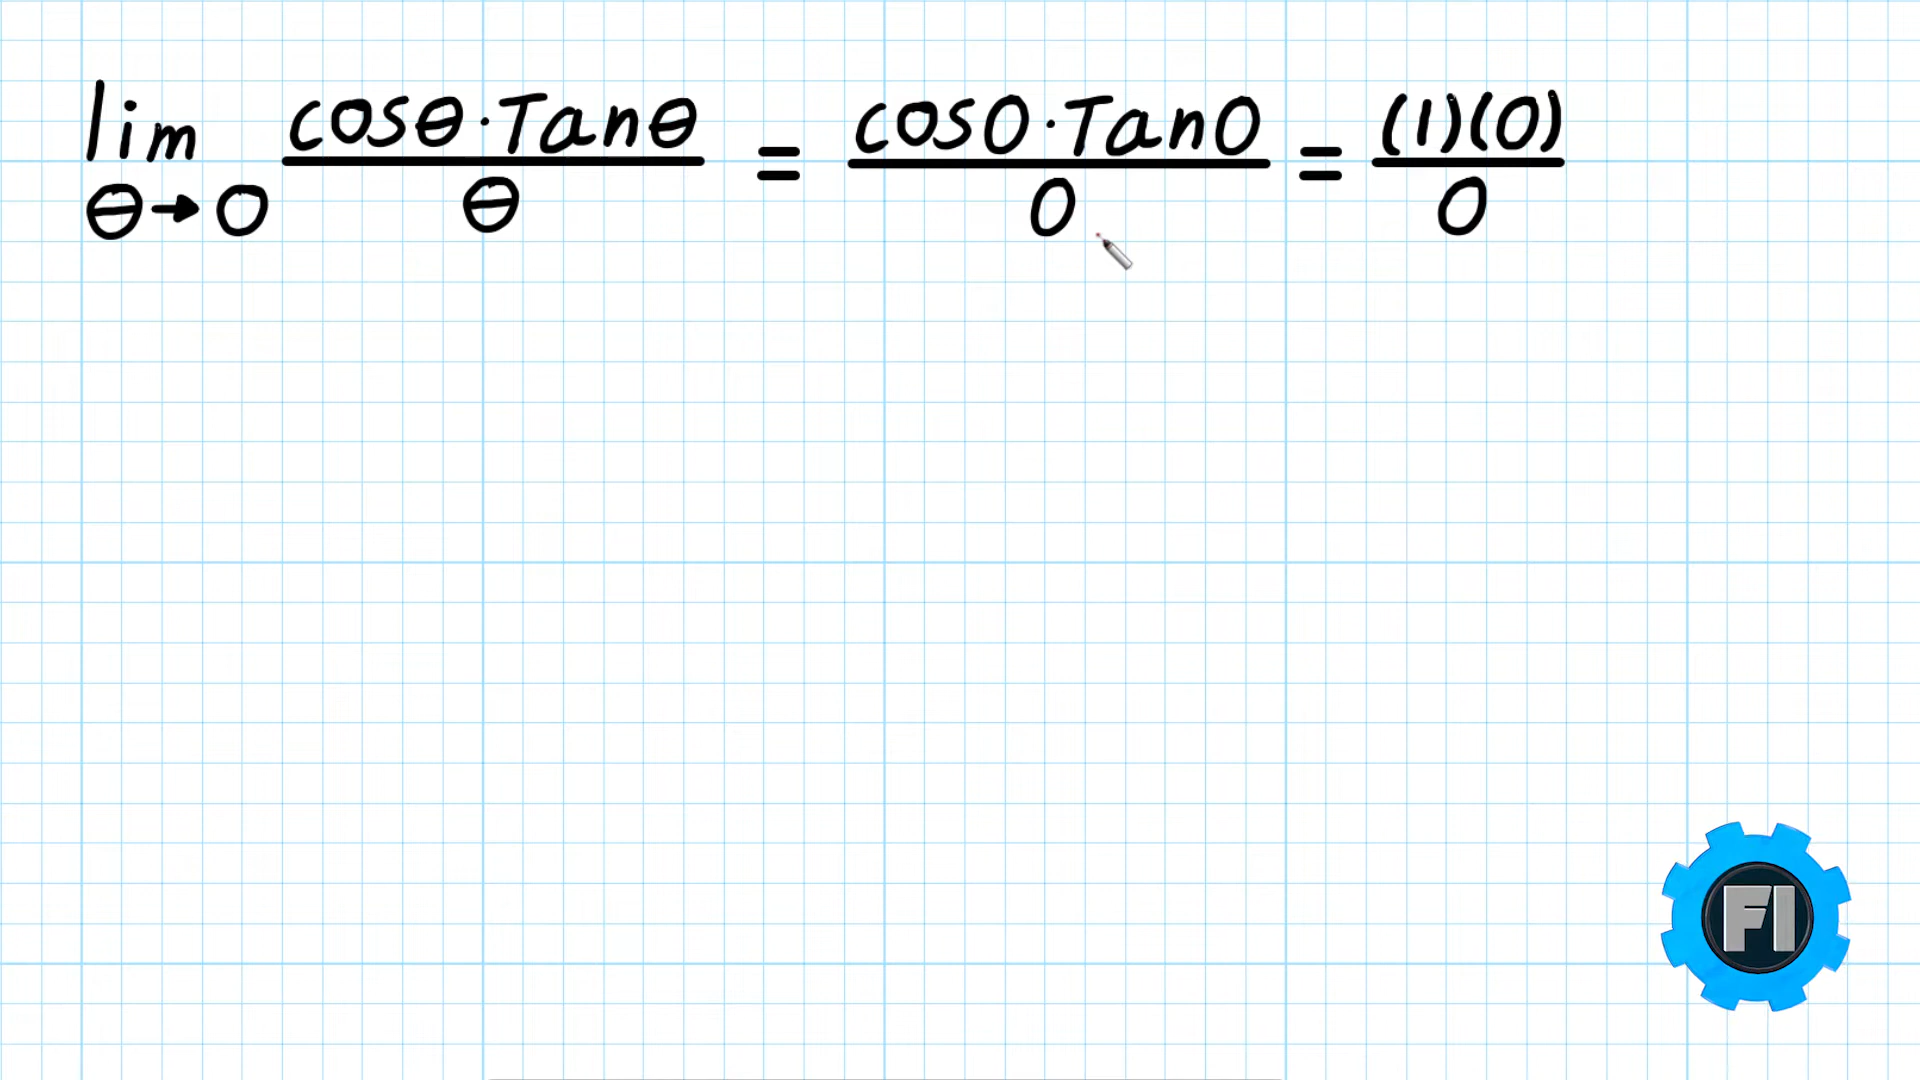 lim cosθ·Tanθ = cos0·Tan0 = (1)(0)
θ→0 θ 0 0
FI